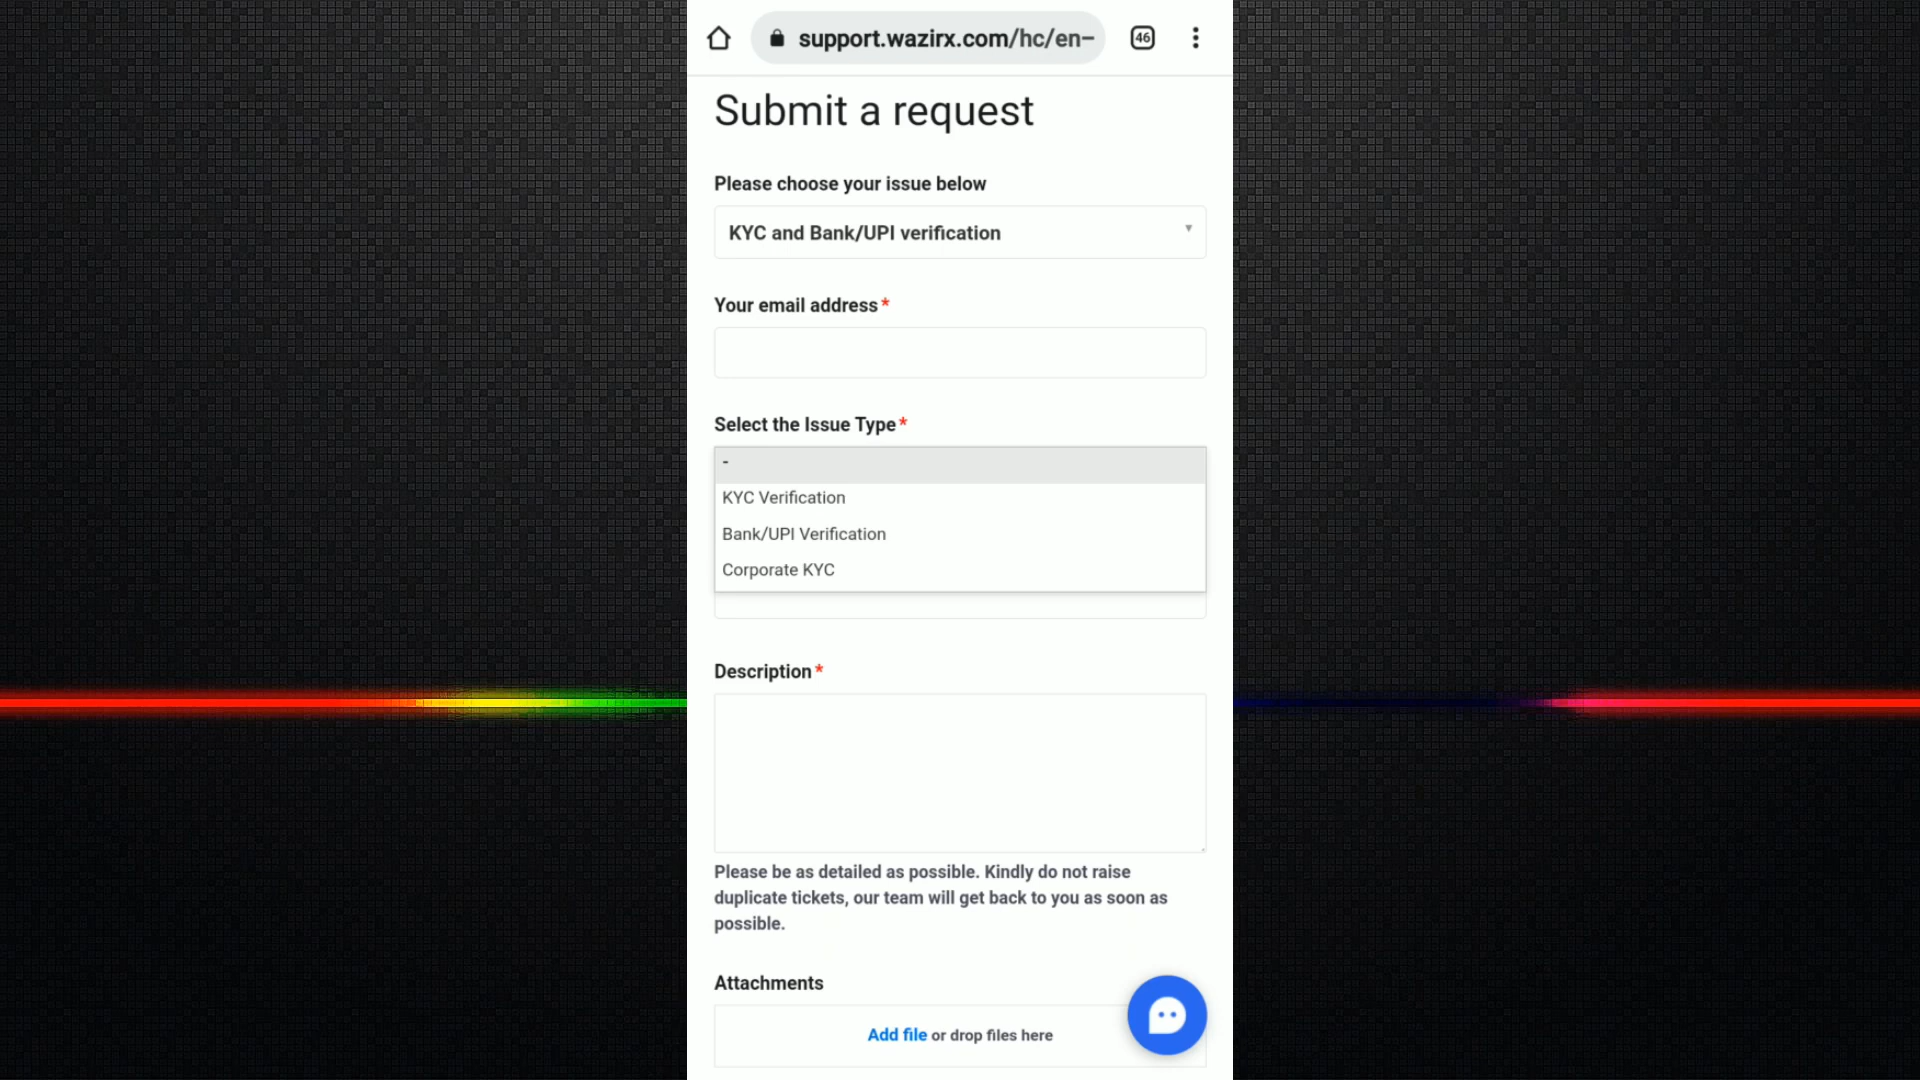 support.wazirx.com/hc/en-
46
Submit a request
Please choose your issue below
KYC and Bank/UPI verification
Your email address*
Select the Issue Type*
-
KYC Verification
Bank/UPI Verification
Corporate KYC
Description*
Please be as detailed as possible. Kindly do not raise
duplicate tickets, our team will get back to you as soon as
possible.
Attachments
Add file or drop files here